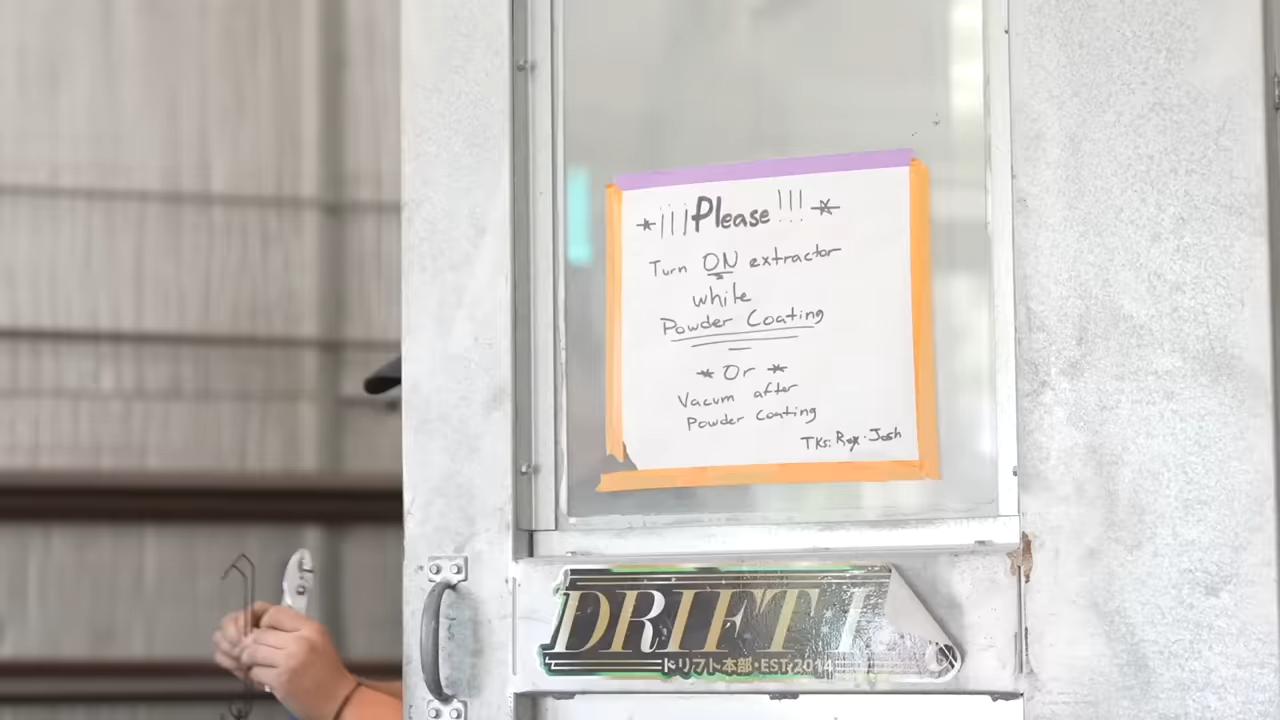 *¡¡¡Please!!!*
Turn ON extractor
while
Powder Coating
* Or *
Vacum after
Powder Coating
TKs: Rox · Josh
DRIFT
ドリフト本部・EST.2014